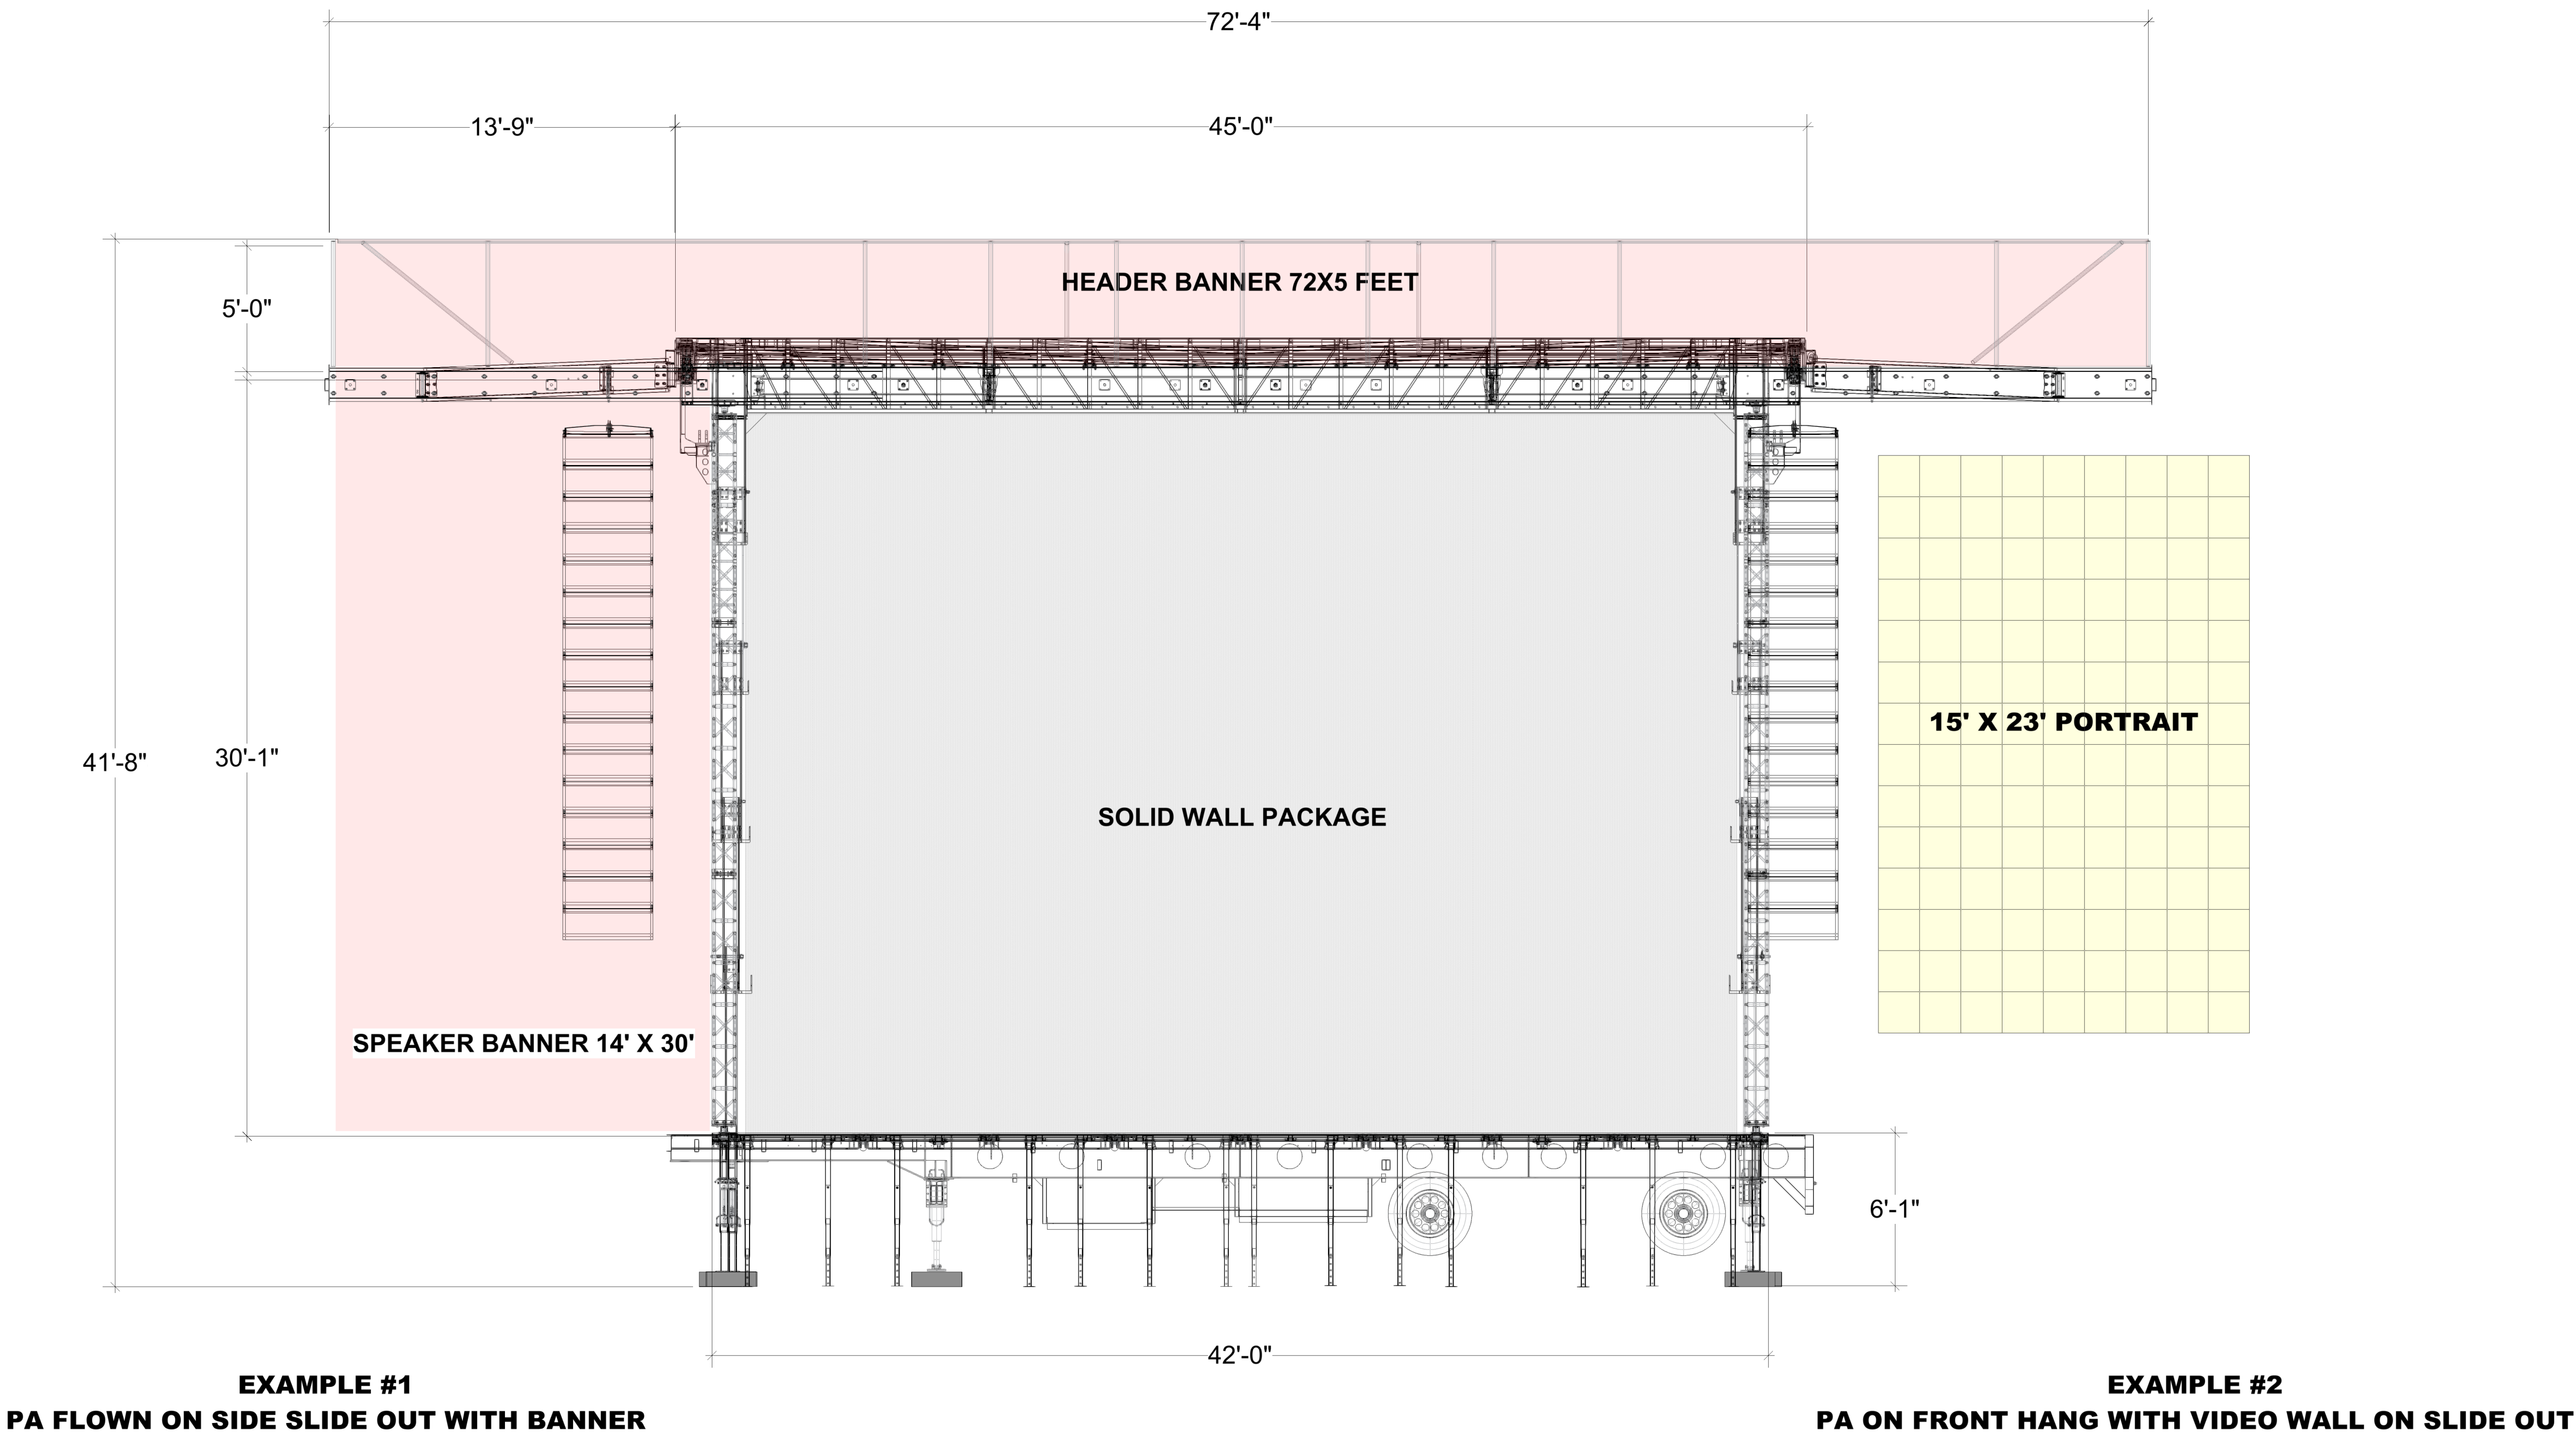 72'-4"
13'-9"
45'-0"
HEADER BANNER 72X5 FEET
5'-0"
15' X 23' PORTRAIT
41'-8"
30'-1"
SOLID WALL PACKAGE
SPEAKER BANNER 14' X 30'
6'-1"
42'-0"
EXAMPLE #1
PA FLOWN ON SIDE SLIDE OUT WITH BANNER
EXAMPLE #2
PA ON FRONT HANG WITH VIDEO WALL ON SLIDE OUT